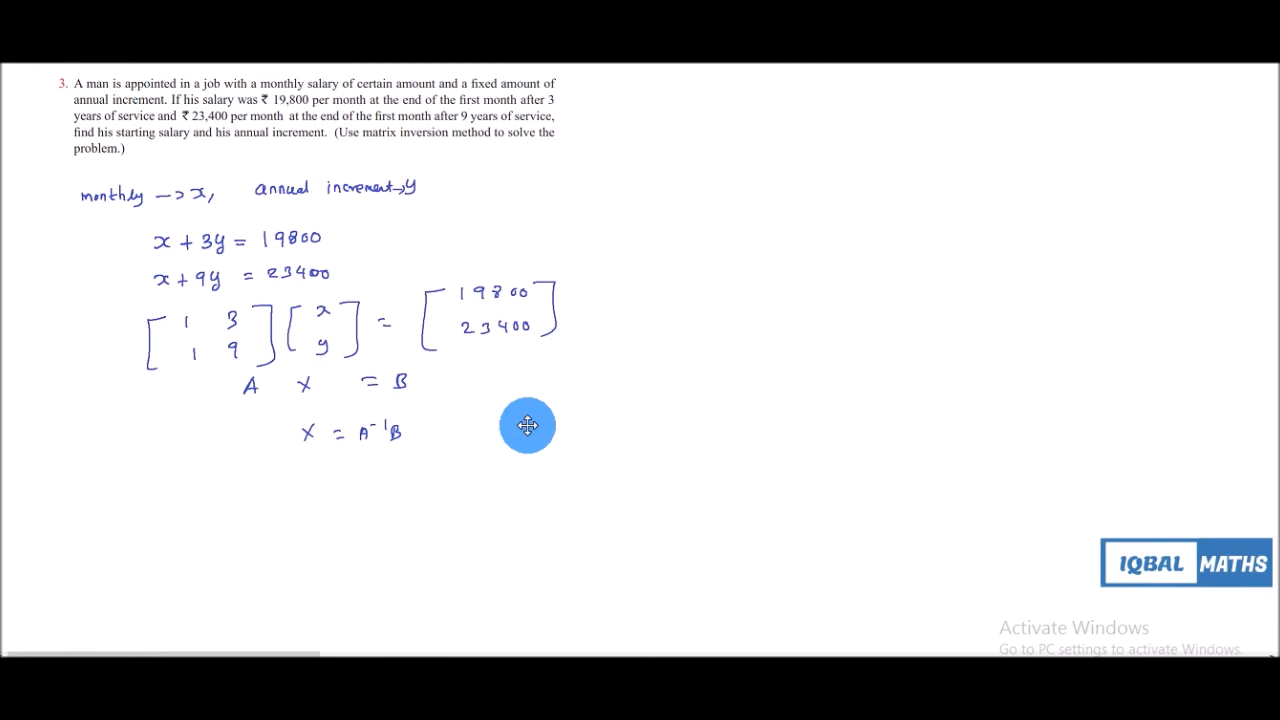 3. A man is appointed in a job with a monthly salary of certain amount and a fixed amount of
annual increment. If his salary was ₹ 19,800 per month at the end of the first month after 3
years of service and ₹ 23,400 per month at the end of the first month after 9 years of service,
find his starting salary and his annual increment. (Use matrix inversion method to solve the
problem.)
monthly -> x, annual increment -> y
x + 3y = 19800
x + 9y = 23400
[ 1 3 ] [ x ] = [ 19800 ]
[ 1 9 ] [ y ] [ 23400 ]
A X = B
X = A⁻¹B
IQBAL MATHS
Activate Windows
Go to PC settings to activate Windows.